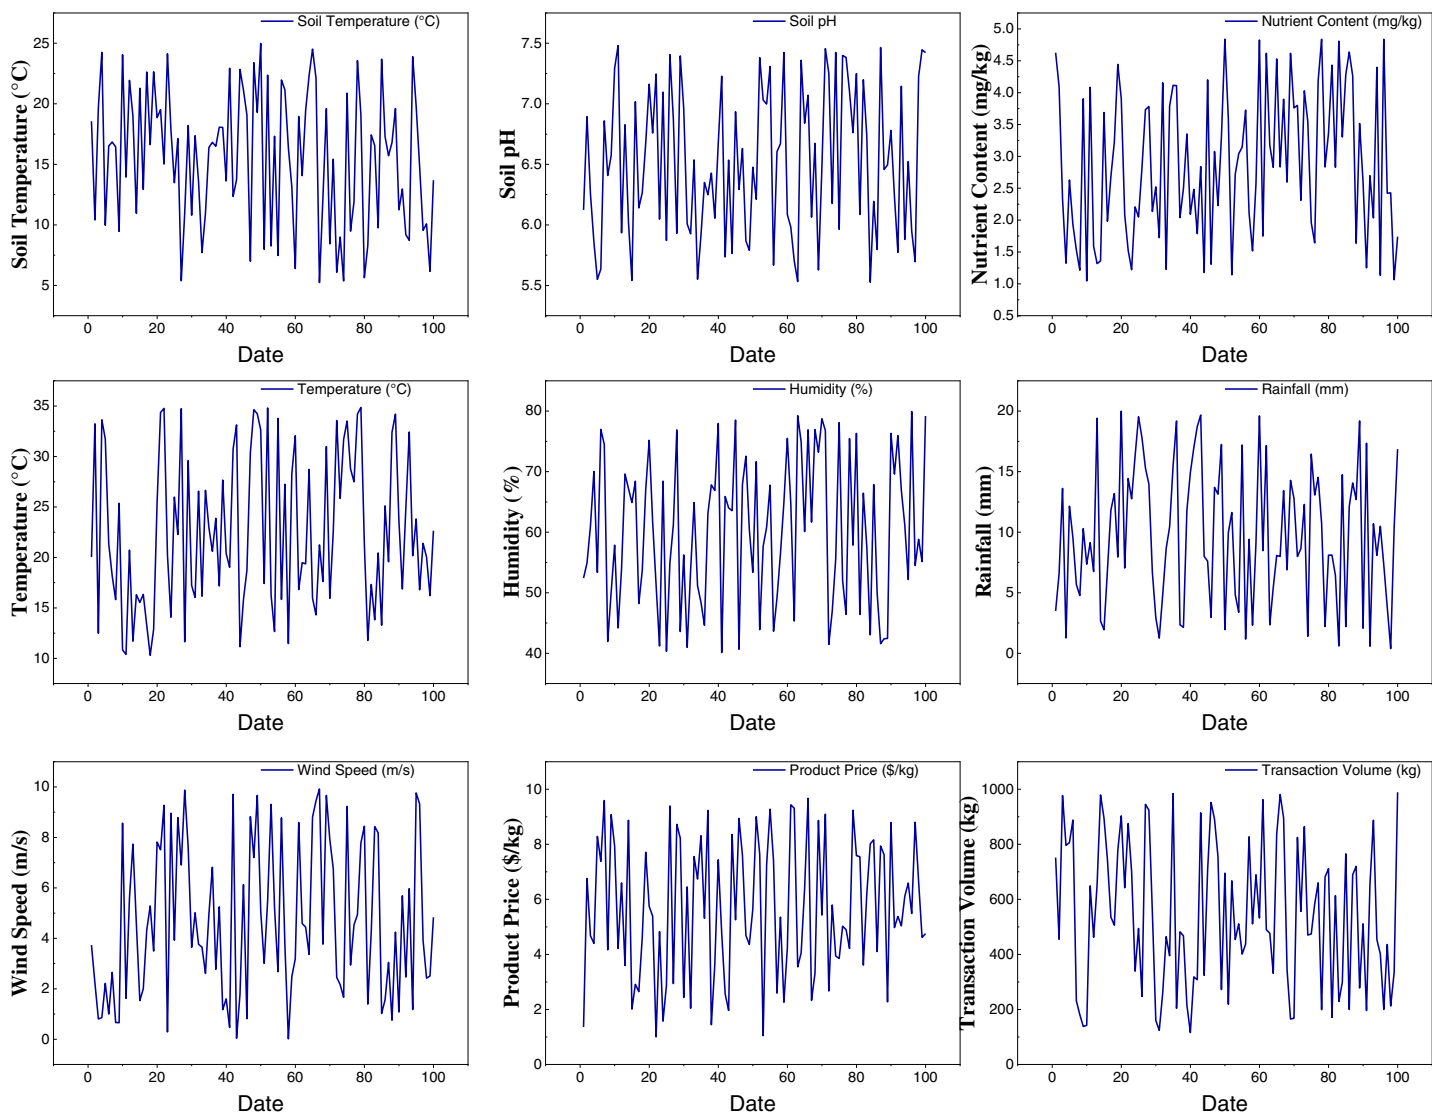 Soil Temperature (°C)
Soil Temperature (°C)
25
20
15
10
5
0 20 40 60 80 100
Date
Soil pH
Soil pH
7.5
7.0
6.5
6.0
5.5
0 20 40 60 80 100
Date
Nutrient Content (mg/kg)
Nutrient Content (mg/kg)
5.0
4.5
4.0
3.5
3.0
2.5
2.0
1.5
1.0
0.5
0 20 40 60 80 100
Date
Temperature (°C)
Temperature (°C)
35
30
25
20
15
10
0 20 40 60 80 100
Date
Humidity (%)
Humidity (%)
80
70
60
50
40
0 20 40 60 80 100
Date
Rainfall (mm)
Rainfall (mm)
20
15
10
5
0
0 20 40 60 80 100
Date
Wind Speed (m/s)
Wind Speed (m/s)
10
8
6
4
2
0
0 20 40 60 80 100
Date
Product Price ($/kg)
Product Price ($/kg)
10
8
6
4
2
0
0 20 40 60 80 100
Date
Transaction Volume (kg)
Transaction Volume (kg)
1000
800
600
400
200
0
0 20 40 60 80 100
Date